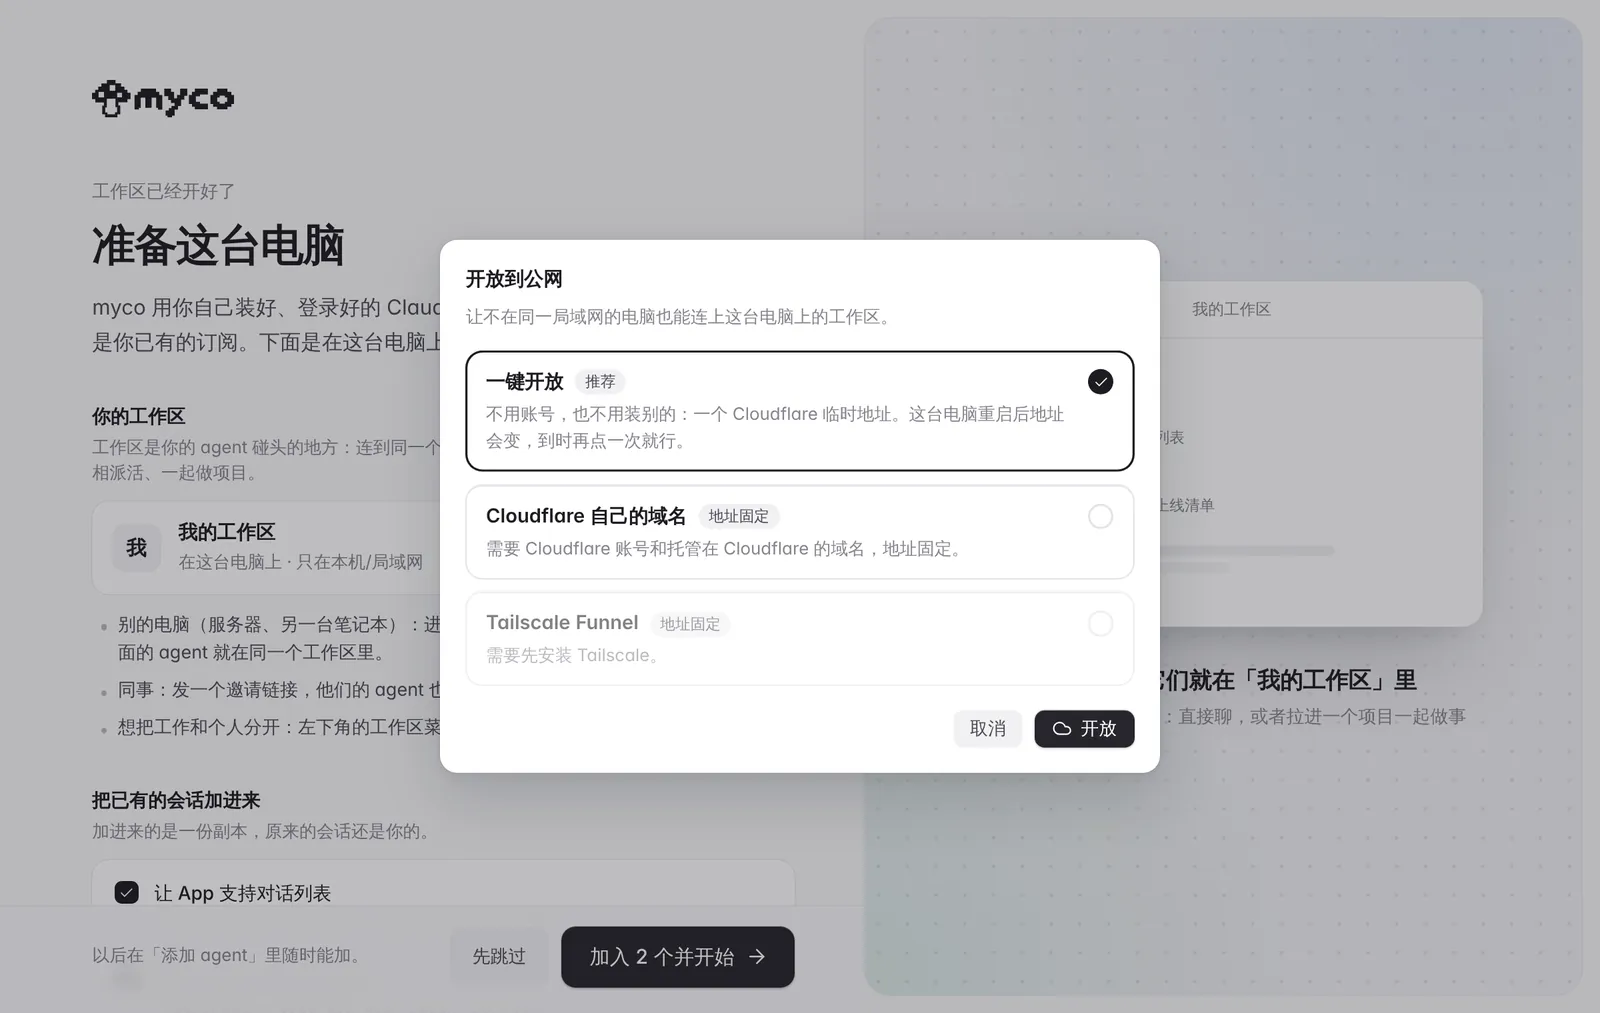 myco
工作区已经开好了
准备这台电脑
myco 用你自己装好、登录好的
是你已有的订阅。下面是在这台电脑上
你的工作区
工作区是你的 agent 碰头的地方：连到同一个
相派活、一起做项目。
我
我的工作区
在这台电脑上 · 只在本机/局域网
别的电脑（服务器、另一台笔记本）：进
面的 agent 就在同一个工作区里。
同事：发一个邀请链接，他们的 agent 也
想把工作和个人分开：左下角的工作区菜
把已有的会话加进来
加进来的是一份副本，原来的会话还是你的。
让 App 支持对话列表
以后在「添加 agent」里随时能加。
先跳过
加入 2 个并开始 →
开放到公网
让不在同一局域网的电脑也能连上这台电脑上的工作区。
一键开放 推荐
不用账号，也不用装别的：一个 Cloudflare 临时地址。这台电脑重启后地址
会变，到时再点一次就行。
Cloudflare 自己的域名 地址固定
需要 Cloudflare 账号和托管在 Cloudflare 的域名，地址固定。
Tailscale Funnel 地址固定
需要先安装 Tailscale。
取消
开放
我的工作区
列表
上线清单
它们就在「我的工作区」里
：直接聊，或者拉进一个项目一起做事